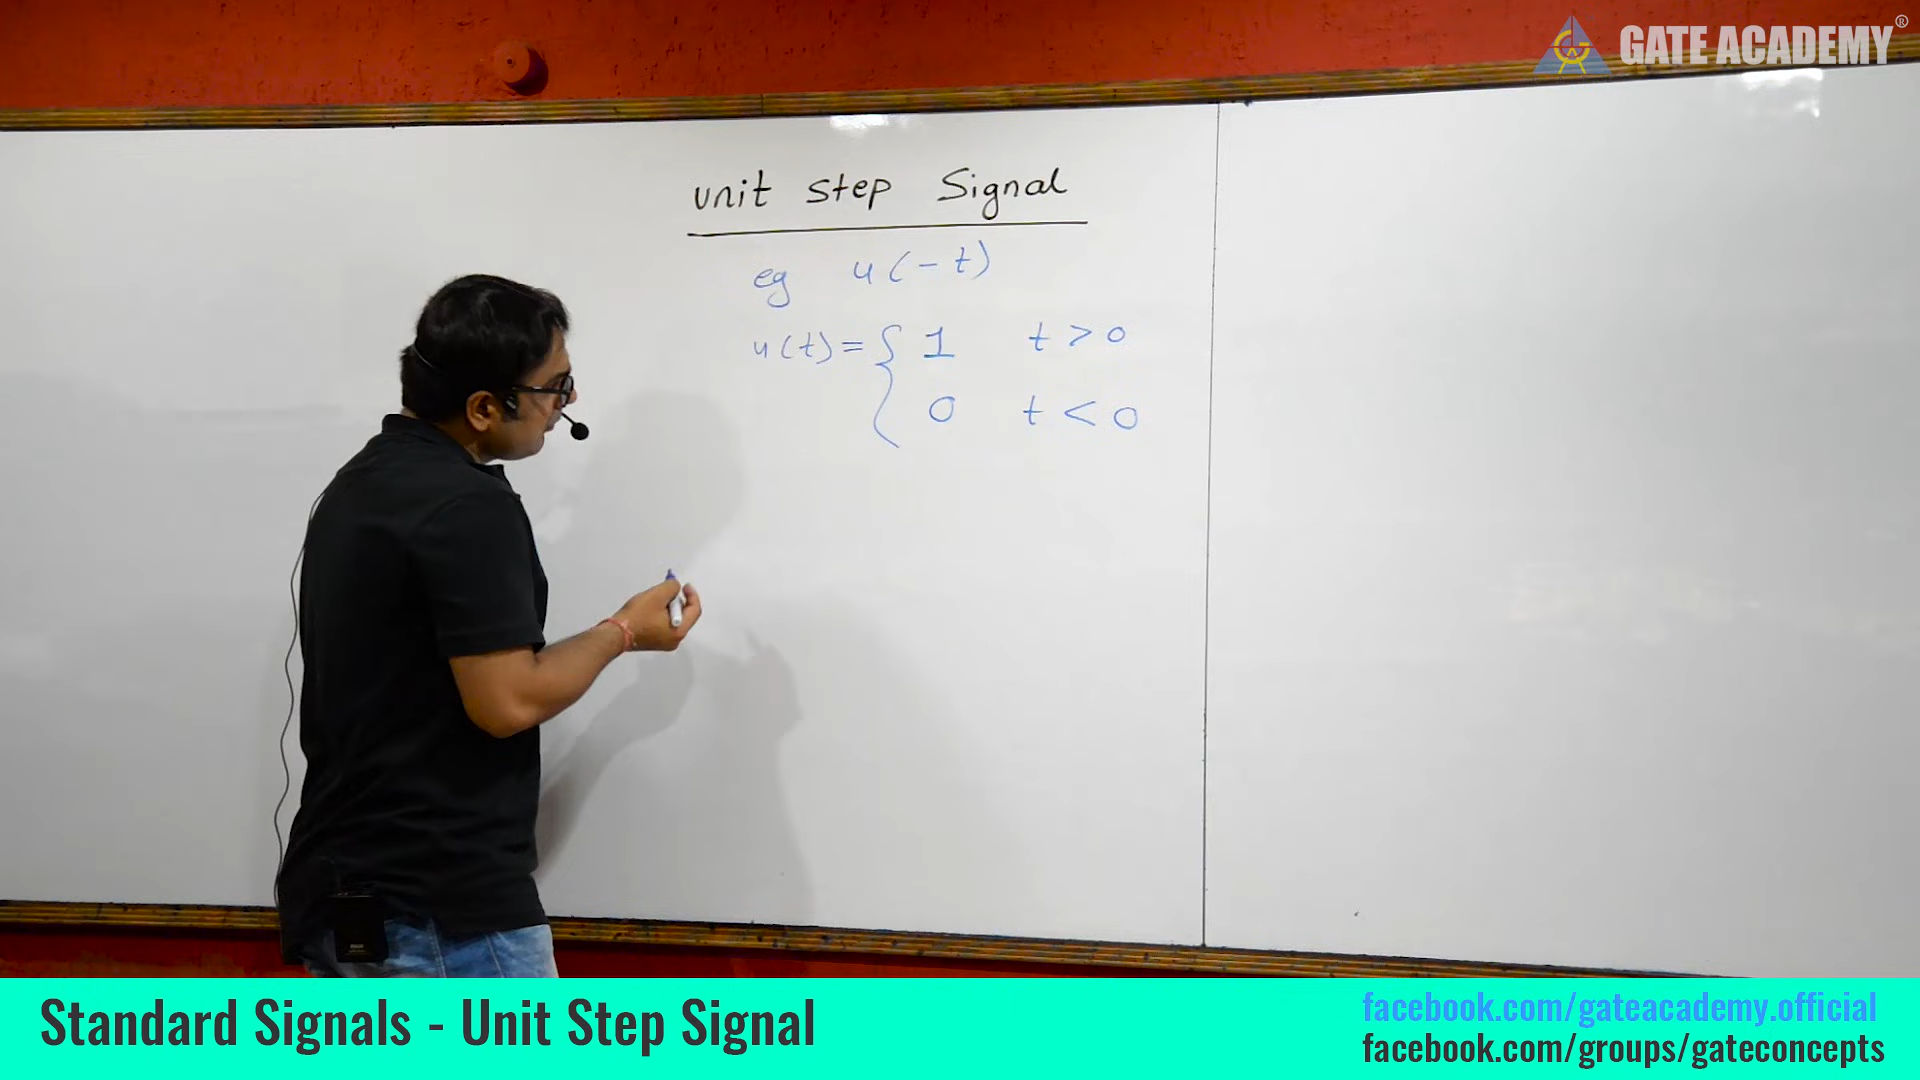 GATE ACADEMY®
unit step Signal
eg u(-t)
u(t) = { 1 t > 0
0 t < 0
Standard Signals - Unit Step Signal
facebook.com/gateacademy.official
facebook.com/groups/gateconcepts